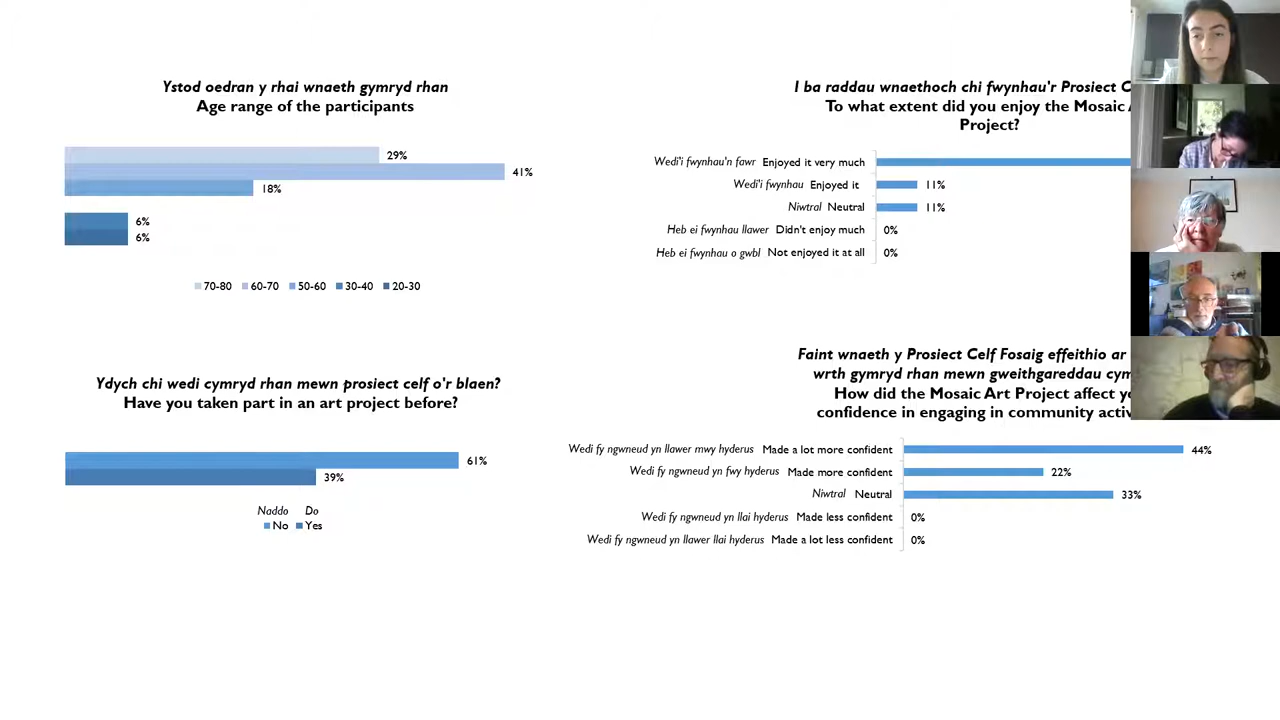 Ystod oedran y rhai wnaeth gymryd rhan
Age range of the participants
29%
41%
18%
6%
6%
70-80 60-70 50-60 30-40 20-30
I ba raddau wnaethoch chi fwynhau'r Prosiect
To what extent did you enjoy the Mosaic
Project?
Wedi'i fwynhau'n fawr Enjoyed it very much
Wedi'i fwynhau Enjoyed it 11%
Niwtral Neutral 11%
Heb ei fwynhau llawer Didn't enjoy much 0%
Heb ei fwynhau o gwbl Not enjoyed it at all 0%
Ydych chi wedi cymryd rhan mewn prosiect celf o'r blaen?
Have you taken part in an art project before?
61%
39%
Naddo Do
No Yes
Faint wnaeth y Prosiect Celf Fosaig effeithio ar
wrth gymryd rhan mewn gweithgareddau
How did the Mosaic Art Project affect
confidence in engaging in community
Wedi fy ngwneud yn llawer mwy hyderus Made a lot more confident 44%
Wedi fy ngwneud yn fwy hyderus Made more confident 22%
Niwtral Neutral 33%
Wedi fy ngwneud yn llai hyderus Made less confident 0%
Wedi fy ngwneud yn llawer llai hyderus Made a lot less confident 0%